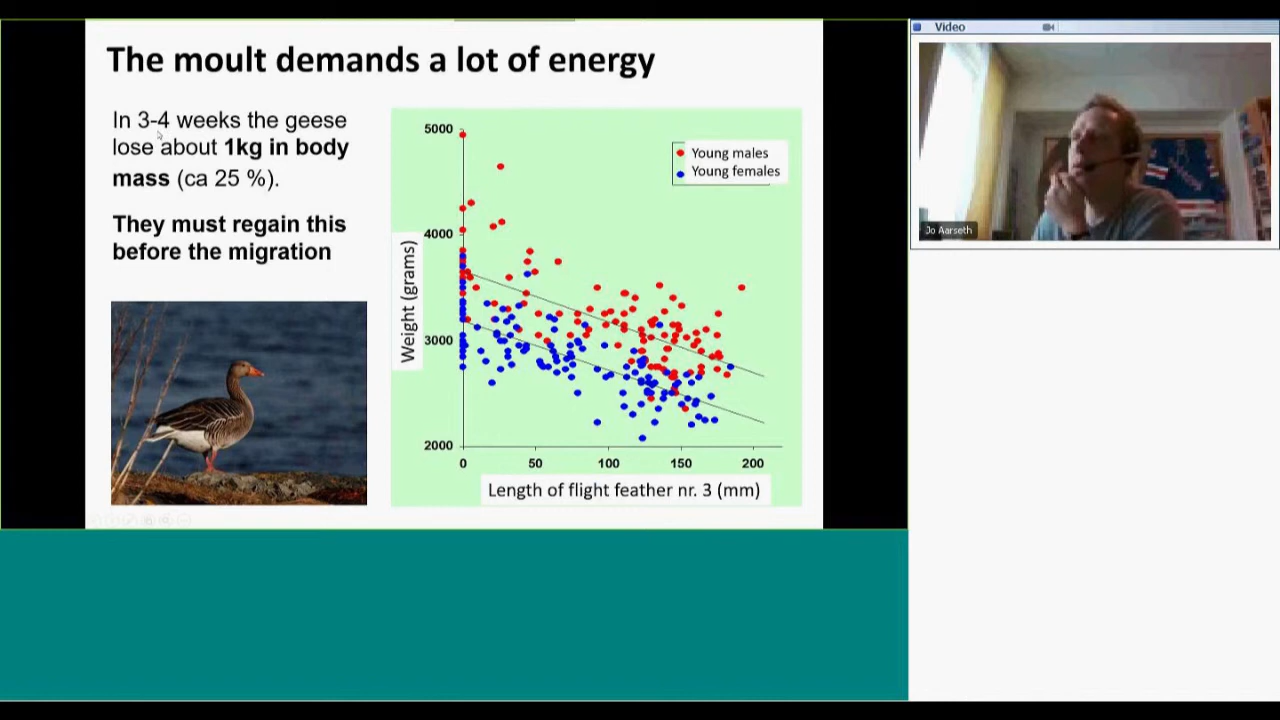 The moult demands a lot of energy
In 3-4 weeks the geese
lose about 1kg in body
mass (ca 25 %).
They must regain this
before the migration
5000
4000
3000
2000
Weight (grams)
Young males
Young females
0 50 100 150 200
Length of flight feather nr. 3 (mm)
Video
Jo Aarseth